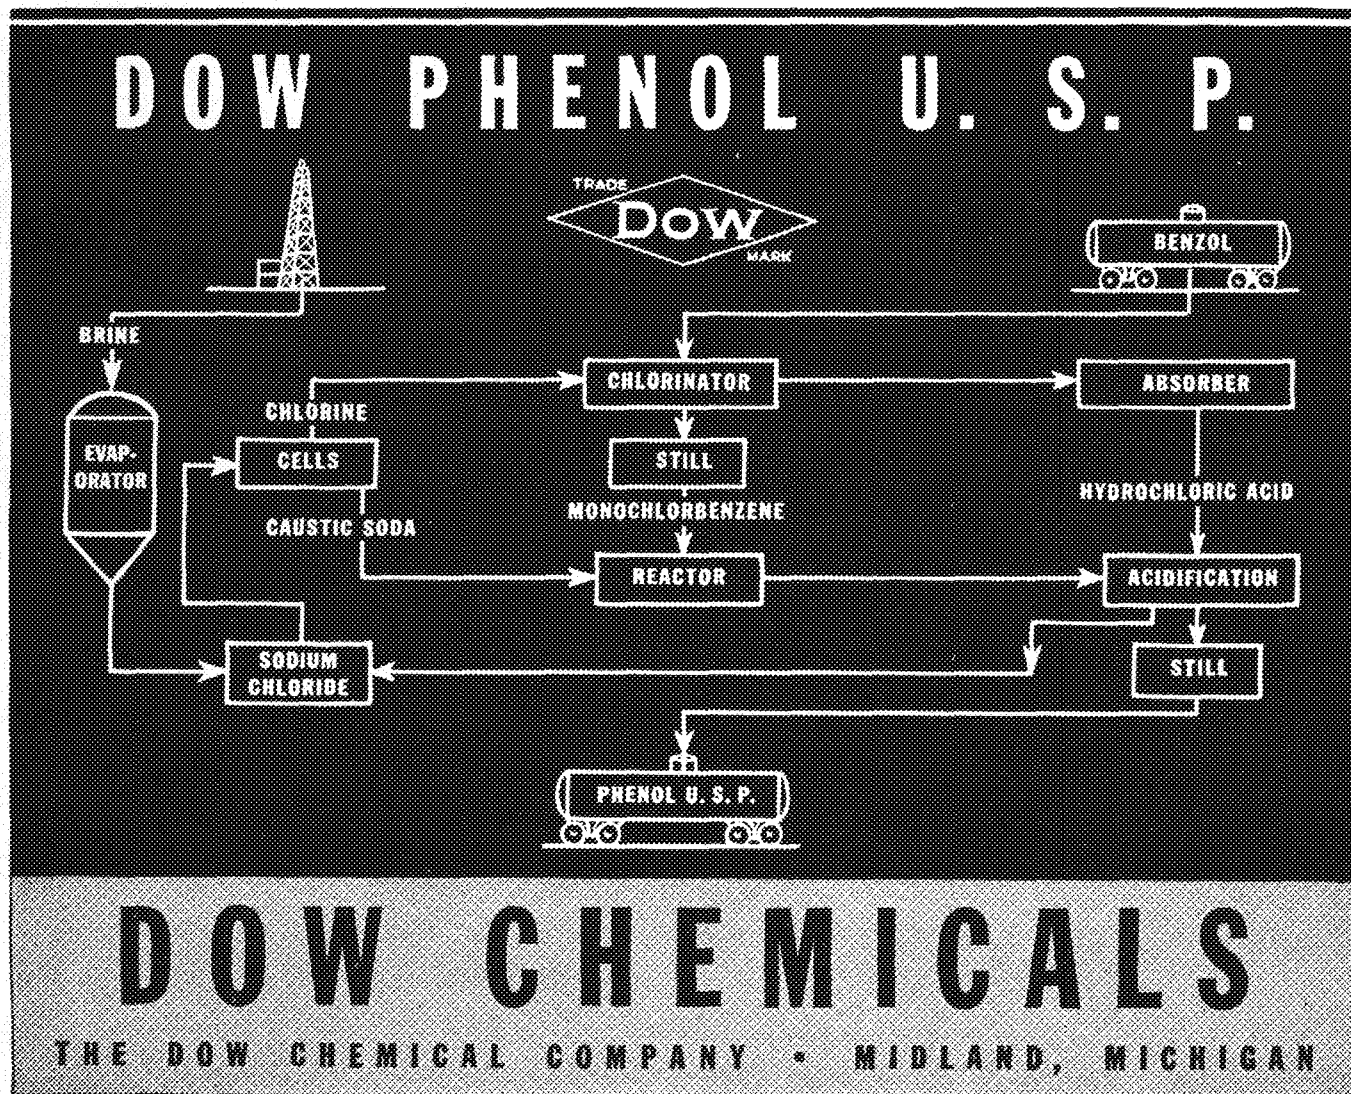 DOW PHENOL U. S. P.
TRADE
DOW
MARK
BENZOL
BRINE
CHLORINATOR
ABSORBER
CHLORINE
EVAP-
ORATOR
CELLS
STILL
HYDROCHLORIC ACID
MONOCHLORBENZENE
CAUSTIC SODA
REACTOR
ACIDIFICATION
SODIUM
CHLORIDE
STILL
PHENOL U. S. P.
DOW CHEMICALS
THE DOW CHEMICAL COMPANY • MIDLAND, MICHIGAN